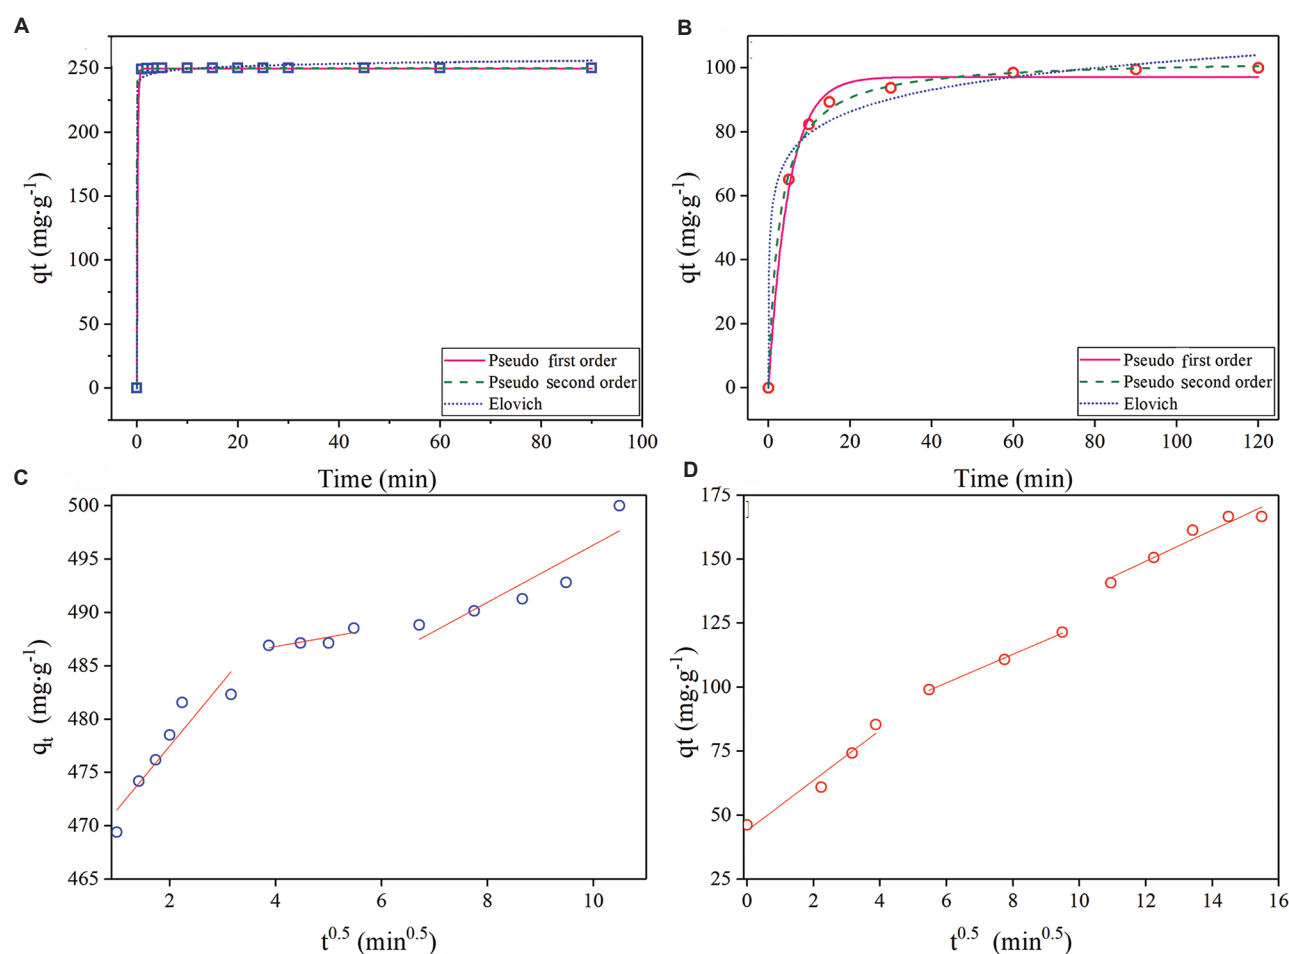 A
250
200
150
100
50
0
qt (mg·g-1)
Pseudo first order
Pseudo second order
Elovich
0 20 40 60 80 100
Time (min)
B
100
80
60
40
20
0
qt (mg·g-1)
Pseudo first order
Pseudo second order
Elovich
0 20 40 60 80 100 120
Time (min)
C
500
495
490
485
480
475
470
465
qt (mg·g-1)
2 4 6 8 10
t0.5 (min0.5)
D
175
150
125
100
75
50
25
qt (mg·g-1)
0 2 4 6 8 10 12 14 16
t0.5 (min0.5)